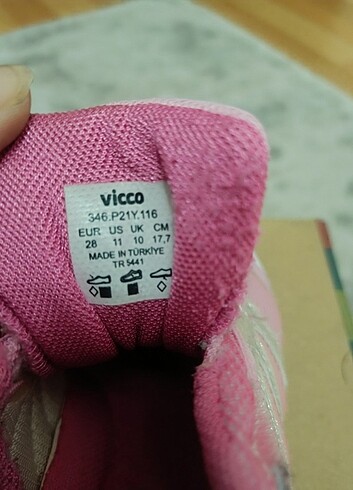 vicco
346.P21Y.116
EUR US UK CM
28 11 10 17,7
MADE IN TÜRKİYE
TR 5441